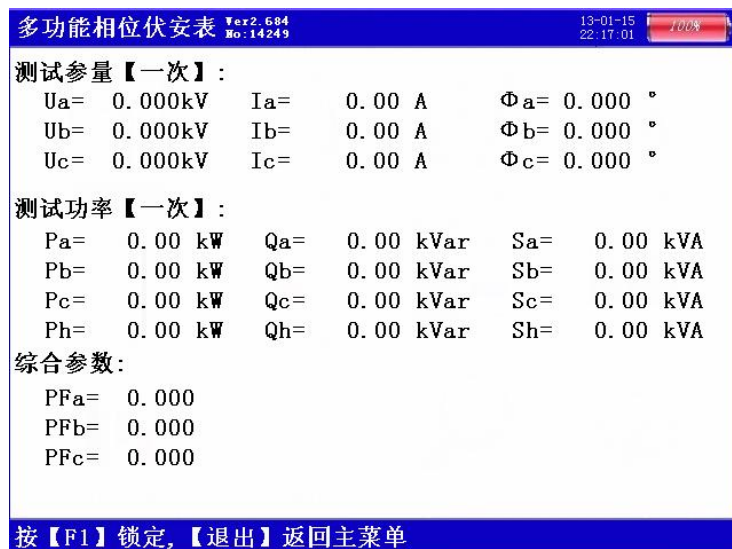 多功能相位伏安表 Ver2.684 No:14249 13-01-15 22:17:01 100%
测试参量【一次】:
Ua= 0.000kV Ia= 0.00 A Φa= 0.000 °
Ub= 0.000kV Ib= 0.00 A Φb= 0.000 °
Uc= 0.000kV Ic= 0.00 A Φc= 0.000 °
测试功率【一次】:
Pa= 0.00 kW Qa= 0.00 kVar Sa= 0.00 kVA
Pb= 0.00 kW Qb= 0.00 kVar Sb= 0.00 kVA
Pc= 0.00 kW Qc= 0.00 kVar Sc= 0.00 kVA
Ph= 0.00 kW Qh= 0.00 kVar Sh= 0.00 kVA
综合参数:
PFa= 0.000
PFb= 0.000
PFc= 0.000
按【F1】锁定,【退出】返回主菜单